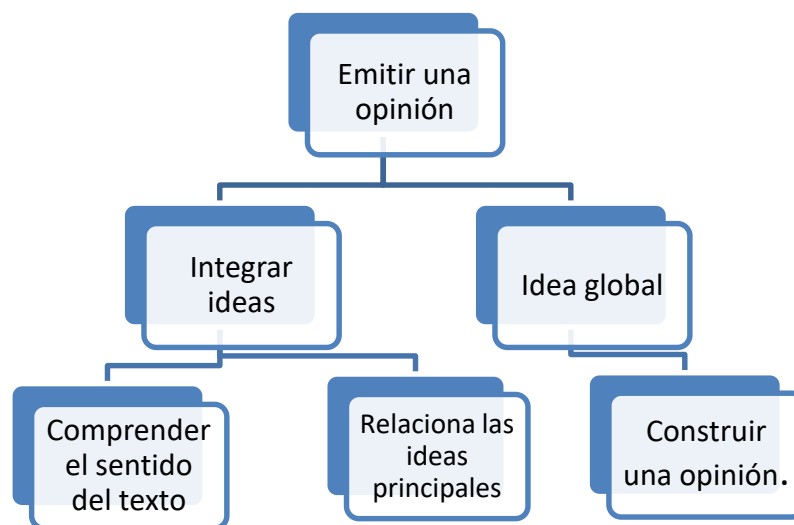 Emitir una
opinión
Integrar
ideas
Idea global
Comprender
el sentido
del texto
Relaciona las
ideas
principales
Construir
una opinión.